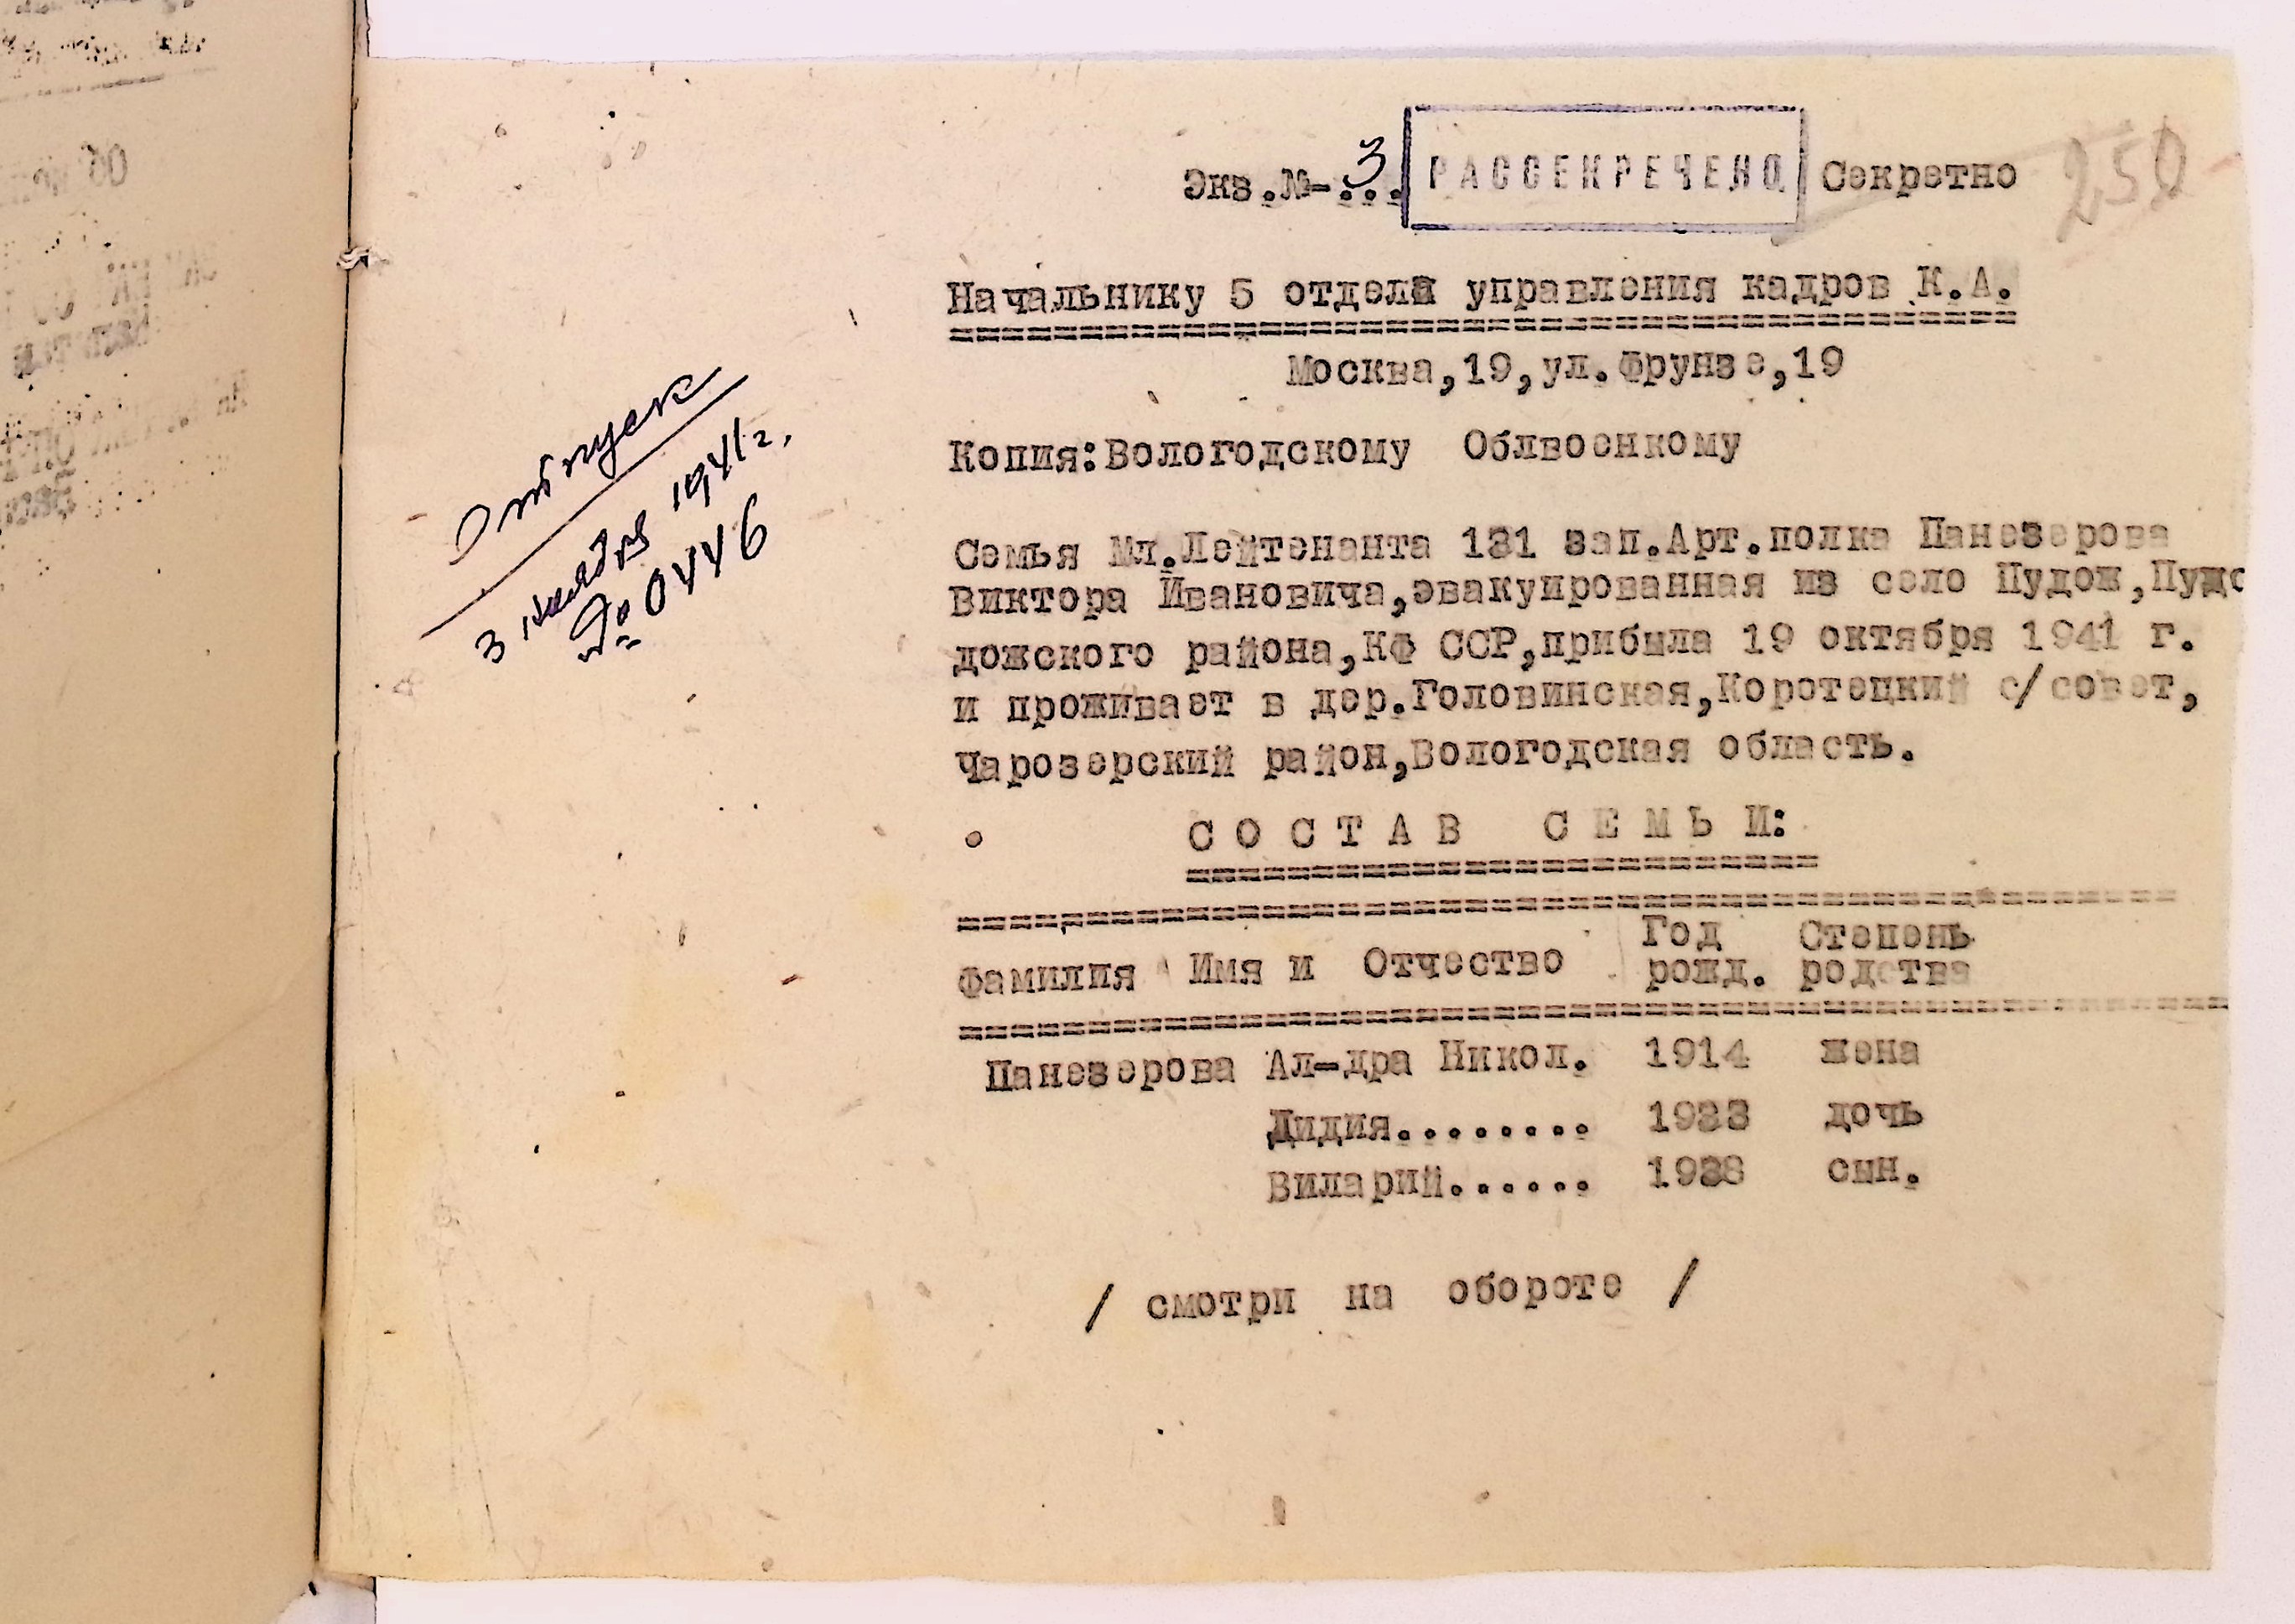 Экз.№-...3 РАССЕКРЕЧЕНО Секретно 250
Начальнику 5 отдела управления кадров К.А.
Москва,19,ул.Фрунзе,19
Копия:Вологодскому Облвоенкому
Отпуск
3 ноября 1941г.
№ 0446
Семья Мл.Лейтенанта 131 зап.Арт.полка Панезерова
Виктора Ивановича,эвакуированная из село Пудож,Пудо
дожского района,КФ ССР,прибыла 19 октября 1941 г.
и проживает в дер.Головинская,Коротецкий с/совет,
Чарозерский район,Вологодская область.
СОСТАВ СЕМЬИ:
Год Степень
Фамилия Имя и Отчество рожд. родства
Панезерова Ал-дра Никол. 1914 жена
Лидия........ 1933 дочь
Виларий...... 1938 сын.
/ смотри на обороте /